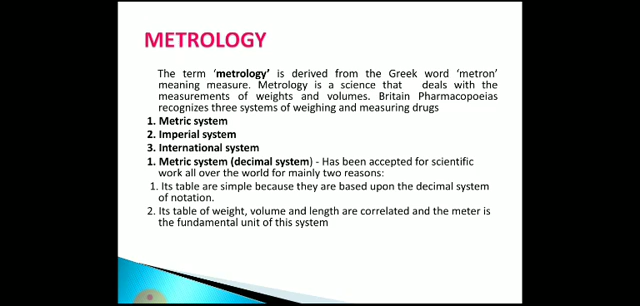 METROLOGY
The term ‘metrology’ is derived from the Greek word ‘metron’
meaning measure. Metrology is a science that deals with the
measurements of weights and volumes. Britain Pharmacopoeias
recognizes three systems of weighing and measuring drugs
1. Metric system
2. Imperial system
3. International system
1. Metric system (decimal system) - Has been accepted for scientific
work all over the world for mainly two reasons:
1. Its table are simple because they are based upon the decimal system
of notation.
2. Its table of weight, volume and length are correlated and the meter is
the fundamental unit of this system